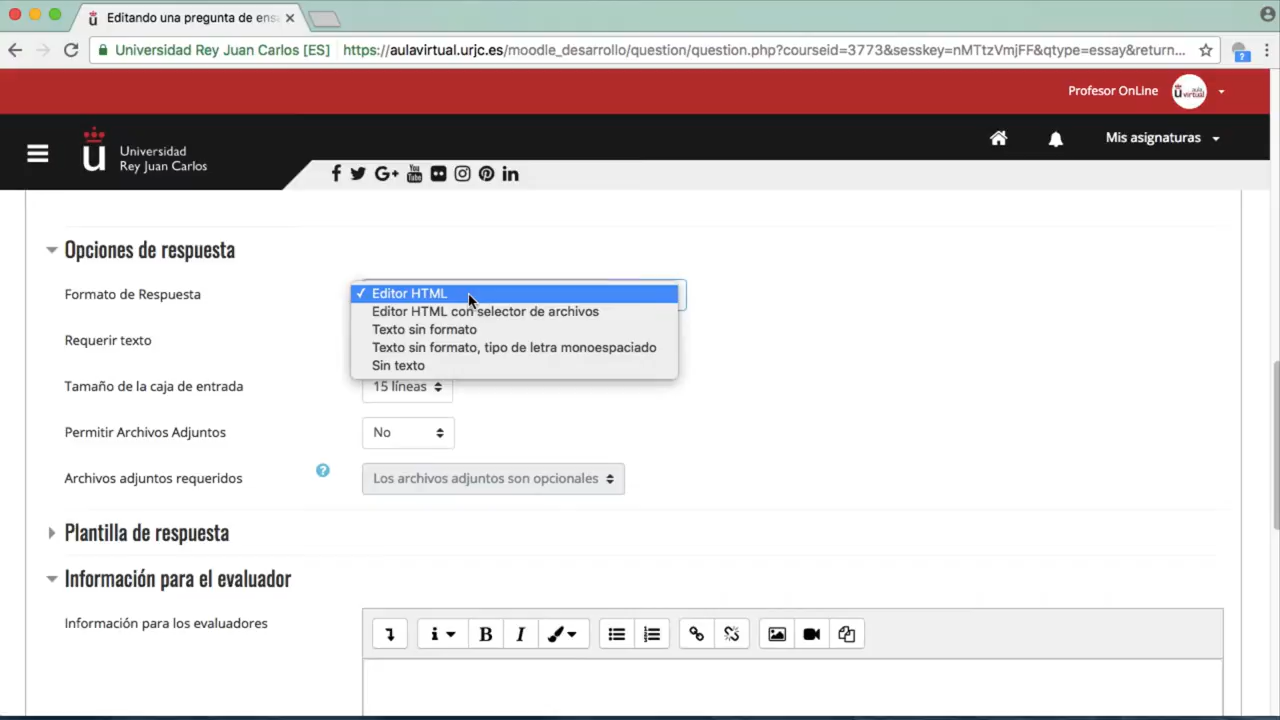 Editando una pregunta de ens
Universidad Rey Juan Carlos [ES]
https://aulavirtual.urjc.es/moodle_desarrollo/question/question.php?courseid=3773&sesskey=nMTtzVmjFF&qtype=essay&return...
Profesor OnLine
aula virtual
Universidad
Rey Juan Carlos
Mis asignaturas
Opciones de respuesta
Formato de Respuesta
✓ Editor HTML
Editor HTML con selector de archivos
Texto sin formato
Texto sin formato, tipo de letra monoespaciado
Sin texto
Requerir texto
Tamaño de la caja de entrada
15 líneas
Permitir Archivos Adjuntos
No
Archivos adjuntos requeridos
Los archivos adjuntos son opcionales
Plantilla de respuesta
Información para el evaluador
Información para los evaluadores